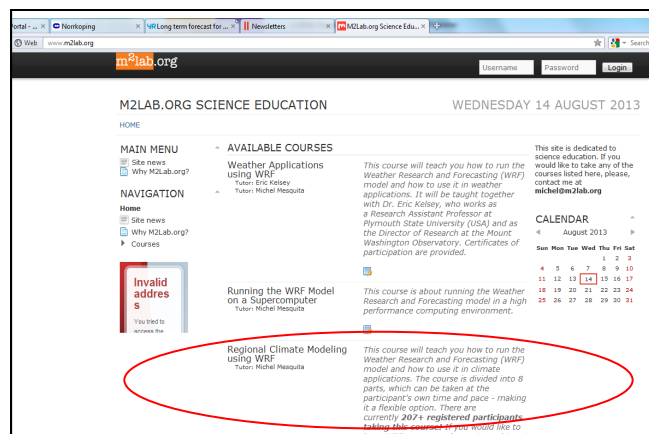 ortal - ...
Norrkoping
Long term forecast for ...
Newsletters
M2Lab.org Science Edu...
Web www.m2lab.org
Search
m2lab.org
Username
Password
Login
M2LAB.ORG SCIENCE EDUCATION
WEDNESDAY 14 AUGUST 2013
HOME
MAIN MENU
Site news
Why M2Lab.org?
NAVIGATION
Home
Site news
Why M2Lab.org?
Courses
Invalid
addres
s
You tried to
access the
AVAILABLE COURSES
Weather Applications
using WRF
Tutor: Eric Kelsey
Tutor: Michel Mesquita
This course will teach you how to run the
Weather Research and Forecasting (WRF)
model and how to use it in weather
applications. It will be taught together
with Dr. Eric Kelsey, who works as
a Research Assistant Professor at
Plymouth State University (USA) and as
the Director of Research at the Mount
Washington Observatory. Certificates of
participation are provided.
Running the WRF Model
on a Supercomputer
Tutor: Michel Mesquita
This course is about running the Weather
Research and Forecasting model in a high
performance computing environment.
Regional Climate Modeling
using WRF
Tutor: Michel Mesquita
This course will teach you how to run the
Weather Research and Forecasting (WRF)
model and how to use it in climate
applications. The course is divided into 8
parts, which can be taken at the
participant's own time and pace - making
it a flexible option. There are
currently 207+ registered participants
taking this course! If you would like to
This site is dedicated to
science education. If you
would like to take any of the
courses listed here, please,
contact me at
michel@m2lab.org
CALENDAR
August 2013
Sun Mon Tue Wed Thu Fri Sat
1 2 3
4 5 6 7 8 9 10
11 12 13 14 15 16 17
18 19 20 21 22 23 24
25 26 27 28 29 30 31